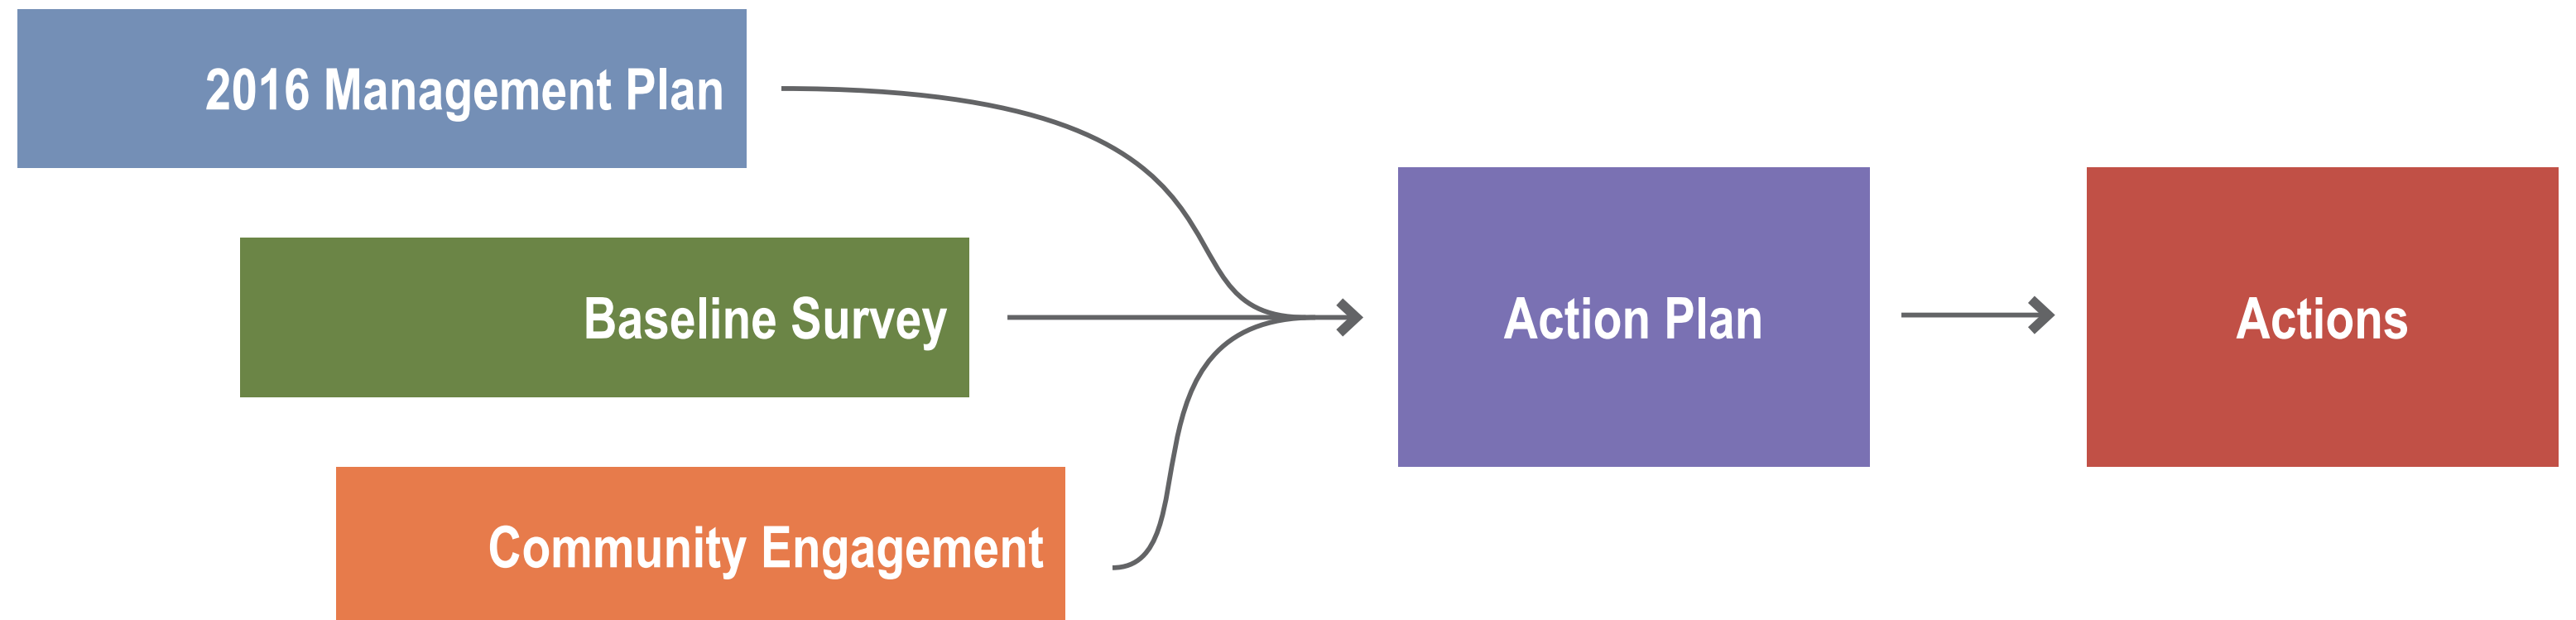 2016 Management Plan
Baseline Survey
Community Engagement
Action Plan
Actions